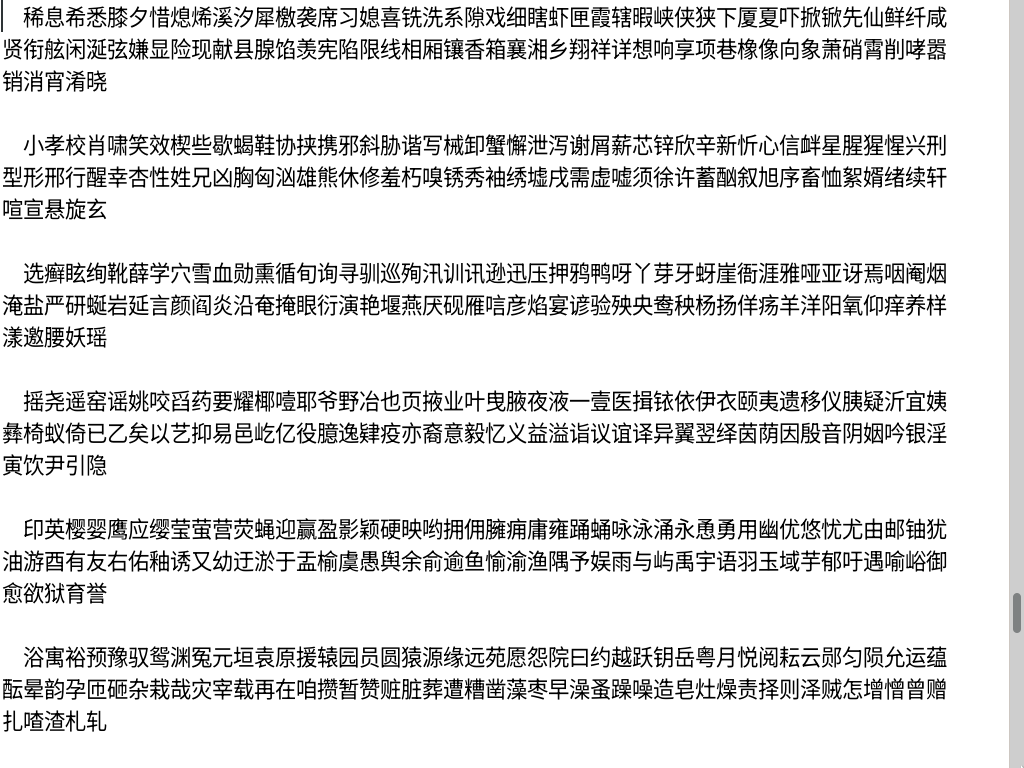 稀息希悉膝夕惜熄烯溪汐犀檄袭席习媳喜铣洗系隙戏细瞎虾匣霞辖暇峡侠狭下厦夏吓掀锨先仙鲜纤咸
贤衔舷闲涎弦嫌显险现献县腺馅羡宪陷限线相厢镶香箱襄湘乡翔祥详想响享项巷橡像向象萧硝霄削哮嚣
销消宵淆晓
小孝校肖啸笑效楔些歇蝎鞋协挟携邪斜胁谐写械卸蟹懈泄泻谢屑薪芯锌欣辛新忻心信衅星腥猩惺兴刑
型形邢行醒幸杏性姓兄凶胸匈汹雄熊休修羞朽嗅锈秀袖绣墟戌需虚嘘须徐许蓄酗叙旭序畜恤絮婿绪续轩
喧宣悬旋玄
选癣眩绚靴薛学穴雪血勋熏循旬询寻驯巡殉汛训讯逊迅压押鸦鸭呀丫芽牙蚜崖衙涯雅哑亚讶焉咽阉烟
淹盐严研蜒岩延言颜阎炎沿奄掩眼衍演艳堰燕厌砚雁唁彦焰宴谚验殃央鸯秧杨扬佯疡羊洋阳氧仰痒养样
漾邀腰妖瑶
摇尧遥窑谣姚咬舀药要耀椰噎耶爷野冶也页掖业叶曳腋夜液一壹医揖铱依伊衣颐夷遗移仪胰疑沂宜姨
彝椅蚁倚已乙矣以艺抑易邑屹亿役臆逸肄疫亦裔意毅忆义益溢诣议谊译异翼翌绎茵荫因殷音阴姻吟银淫
寅饮尹引隐
印英樱婴鹰应缨莹萤营荧蝇迎赢盈影颖硬映哟拥佣臃痈庸雍踊蛹咏泳涌永恿勇用幽优悠忧尤由邮铀犹
油游酉有友右佑釉诱又幼迂淤于盂榆虞愚舆余俞逾鱼愉渝渔隅予娱雨与屿禹宇语羽玉域芋郁吁遇喻峪御
愈欲狱育誉
浴寓裕预豫驭鸳渊冤元垣袁原援辕园员圆猿源缘远苑愿怨院曰约越跃钥岳粤月悦阅耘云郧匀陨允运蕴
酝晕韵孕匝砸杂栽哉灾宰载再在咱攒暂赞赃脏葬遭糟凿藻枣早澡蚤躁噪造皂灶燥责择则泽贼怎增憎曾赠
扎喳渣札轧